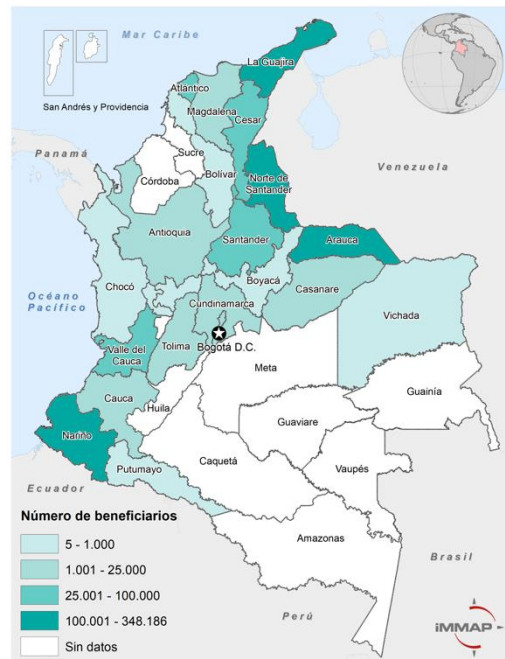 Mar Caribe
La Guajira
San Andrés y Providencia
Atlántico
Magdalena
Cesar
Panamá
Sucre
Venezuela
Córdoba
Bolívar
Norte de
Santander
Antioquia
Santander
Arauca
Boyacá
Chocó
Casanare
Océano
Pacífico
Cundinamarca
Vichada
Valle del
Cauca
Tolima
Bogotá D.C.
Meta
Cauca
Huila
Guainía
Nariño
Guaviare
Putumayo
Caquetá
Vaupés
Ecuador
Amazonas
Número de beneficiarios
5 - 1.000
1.001 - 25.000
25.001 - 100.000
100.001 - 348.186
Sin datos
Brasil
Perú
iMMAP